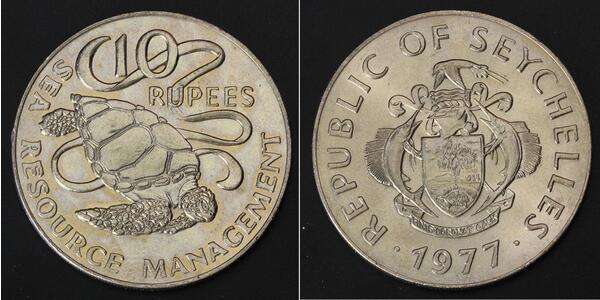 10
RUPEES
SEA RESOURCE MANAGEMENT
REPUBLIC OF SEYCHELLES
· 1977 ·